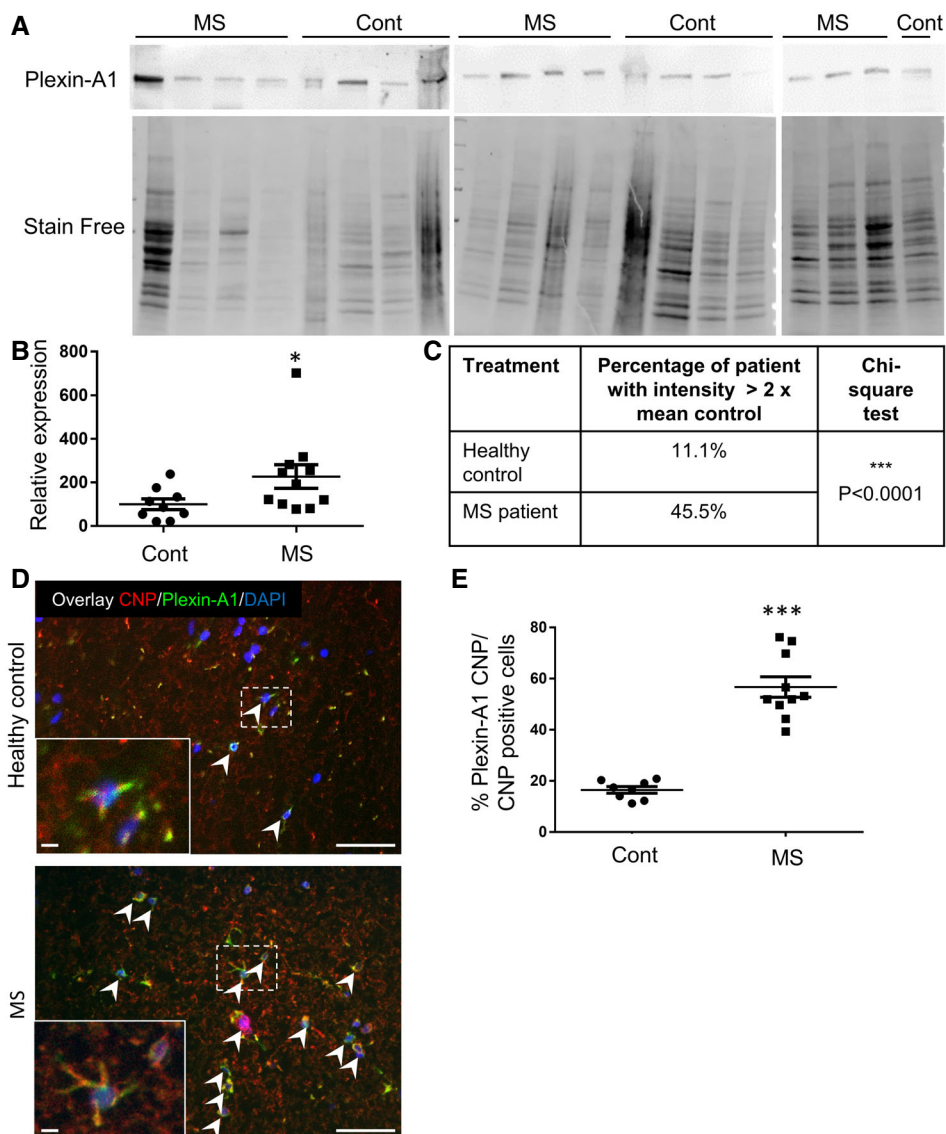 A
MS Cont MS Cont MS Cont
Plexin-A1
Stain Free
B
Relative expression
800
600
400
200
0
*
Cont MS
C
Treatment Percentage of patient with intensity > 2 x mean control Chi-square test
Healthy control 11.1% *** P<0.0001
MS patient 45.5%
D
Overlay CNP/Plexin-A1/DAPI
Healthy control
MS
E
% Plexin-A1 CNP/
CNP positive cells
80
60
40
20
0
***
Cont MS